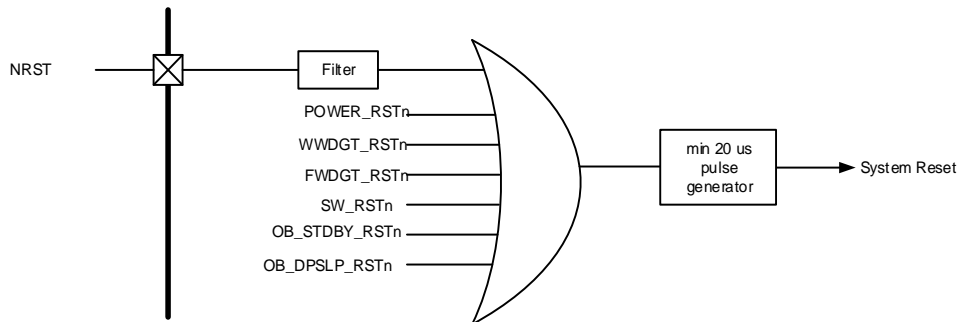 NRST
Filter
POWER_RSTn
WWDGT_RSTn
FWDGT_RSTn
SW_RSTn
OB_STDBY_RSTn
OB_DPSLP_RSTn
min 20 us
pulse
generator
System Reset